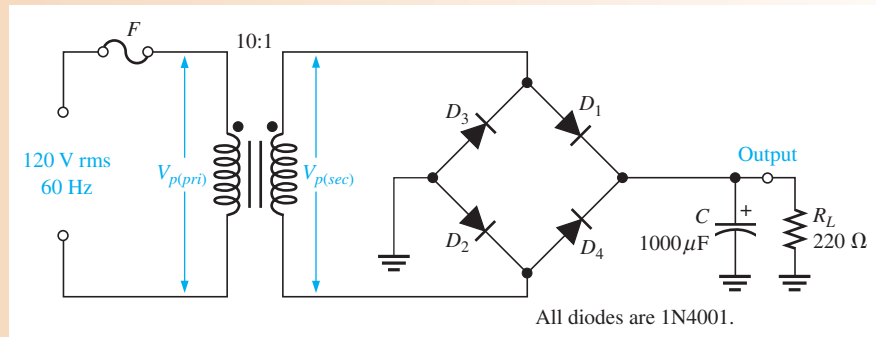 F
10:1
D3
D1
120 V rms
60 Hz
Vp(pri)
Vp(sec)
Output
D2
D4
C
+
1000 μF
RL
220 Ω
All diodes are 1N4001.